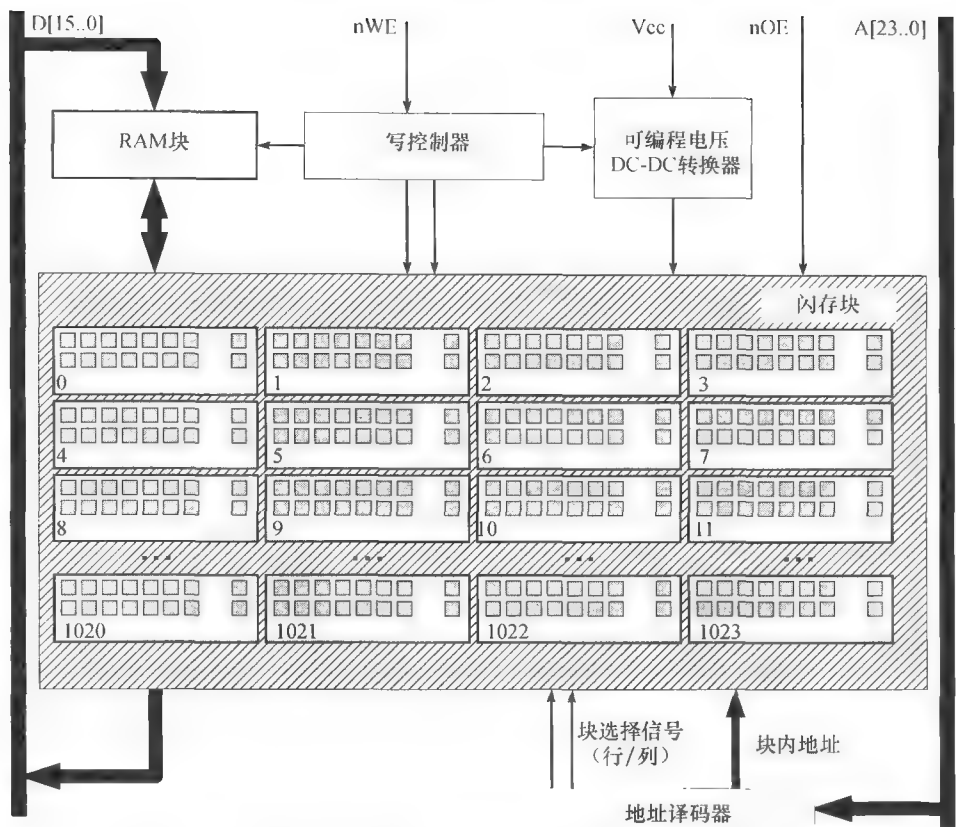 D[15..0]
nWE
Vcc
nOE
A[23..0]
RAM块
写控制器
可编程电压
DC-DC转换器
闪存块
0
1
2
3
4
5
6
7
8
9
10
11
...
...
...
...
1020
1021
1022
1023
块选择信号
（行/列）
块内地址
地址译码器